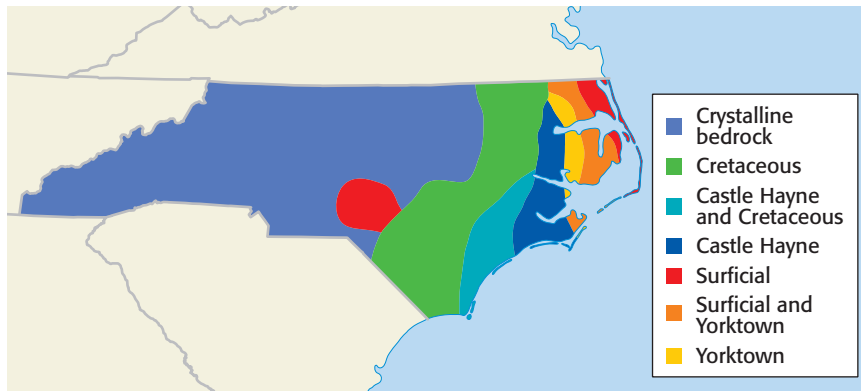 Crystalline
bedrock
Cretaceous
Castle Hayne
and Cretaceous
Castle Hayne
Surficial
Surficial and
Yorktown
Yorktown